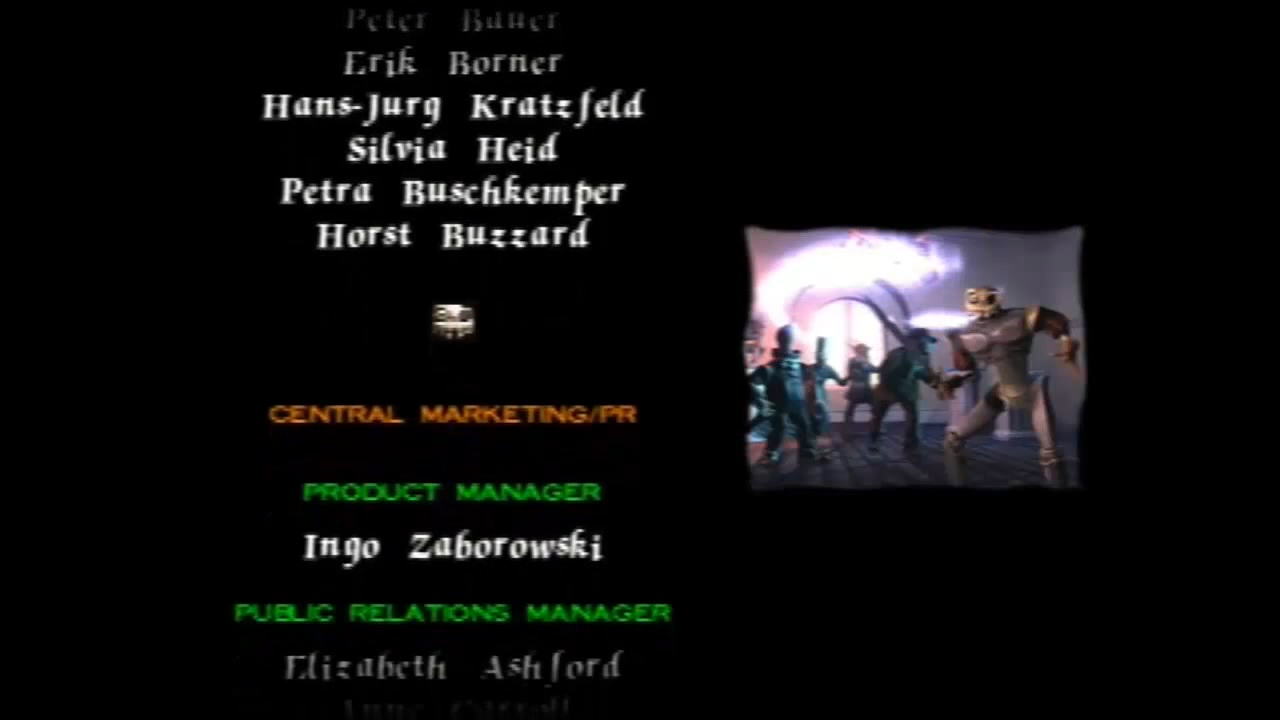 Peter Bauer
Erik Borner
Hans-Jurg Kratzfeld
Silvia Heid
Petra Buschkemper
Horst Buzzard
CENTRAL MARKETING/PR
PRODUCT MANAGER
Ingo Zaborowski
PUBLIC RELATIONS MANAGER
Elizabeth Ashford